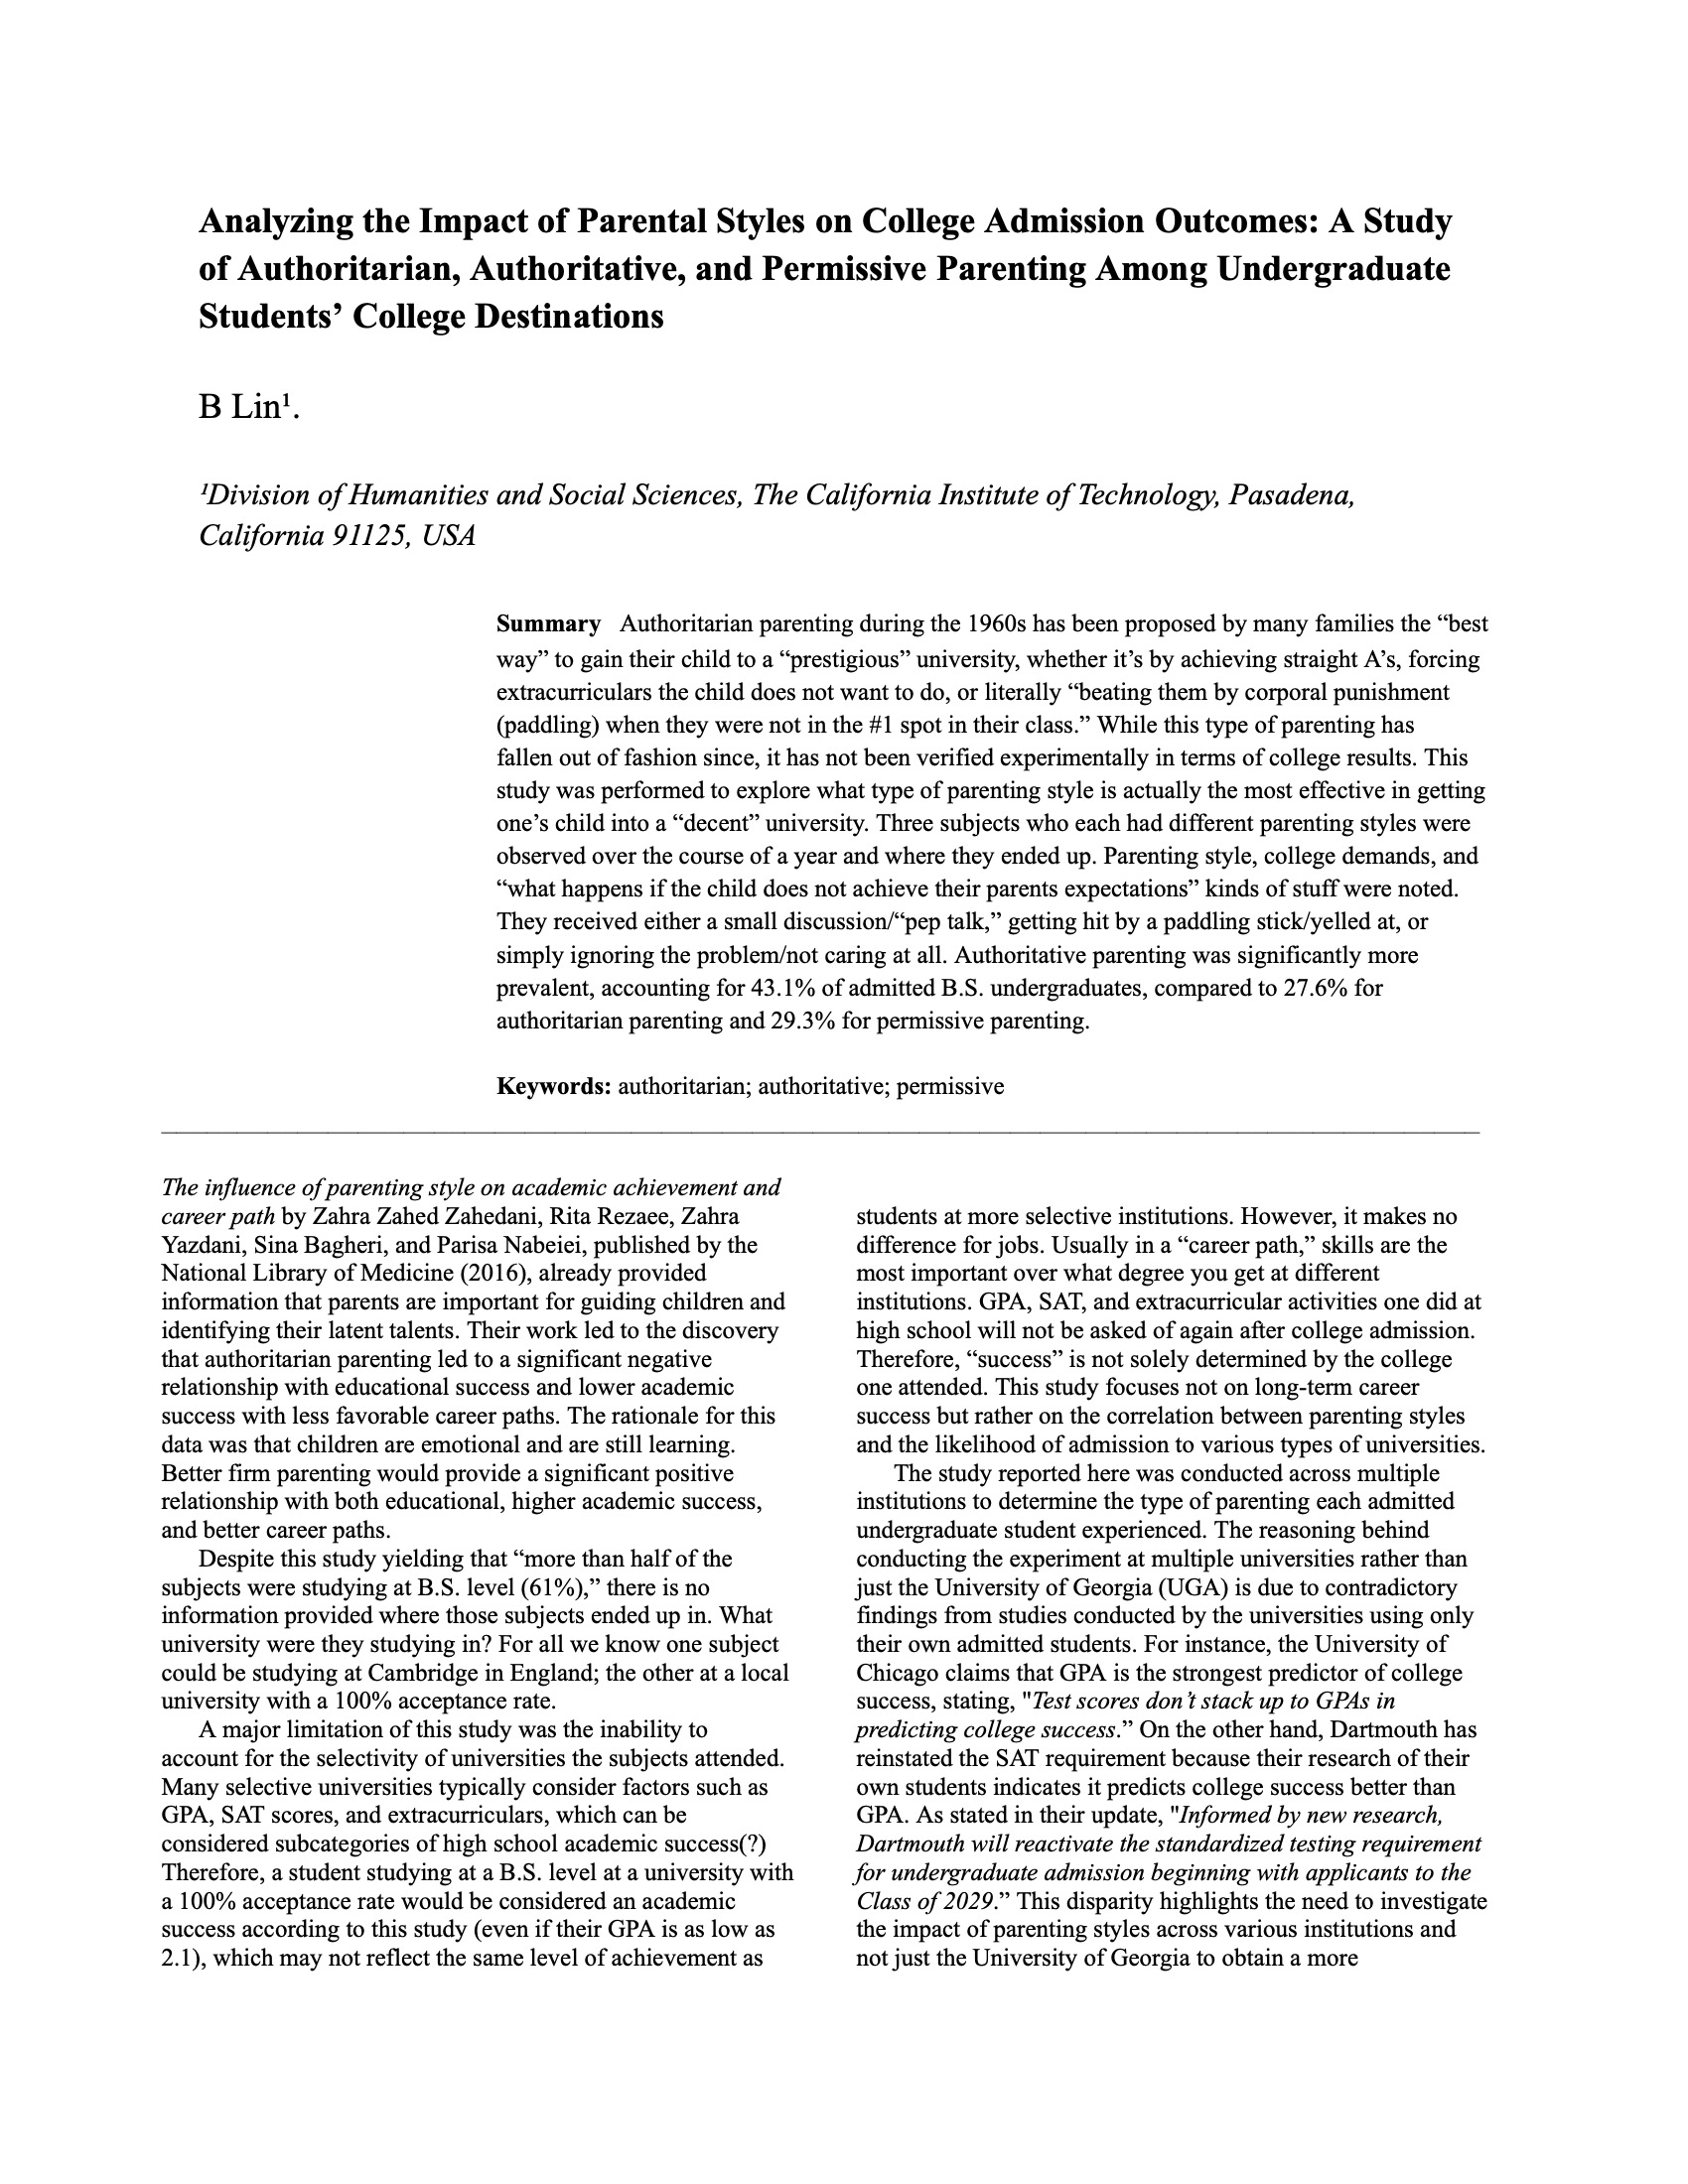 Analyzing the Impact of Parental Styles on College Admission Outcomes: A Study
of Authoritarian, Authoritative, and Permissive Parenting Among Undergraduate
Students’ College Destinations
B Lin¹.
¹Division of Humanities and Social Sciences, The California Institute of Technology, Pasadena,
California 91125, USA
Summary Authoritarian parenting during the 1960s has been proposed by many families the “best
way” to gain their child to a “prestigious” university, whether it’s by achieving straight A’s, forcing
extracurriculars the child does not want to do, or literally “beating them by corporal punishment
(paddling) when they were not in the #1 spot in their class.” While this type of parenting has
fallen out of fashion since, it has not been verified experimentally in terms of college results. This
study was performed to explore what type of parenting style is actually the most effective in getting
one’s child into a “decent” university. Three subjects who each had different parenting styles were
observed over the course of a year and where they ended up. Parenting style, college demands, and
“what happens if the child does not achieve their parents expectations” kinds of stuff were noted.
They received either a small discussion/“pep talk,” getting hit by a paddling stick/yelled at, or
simply ignoring the problem/not caring at all. Authoritative parenting was significantly more
prevalent, accounting for 43.1% of admitted B.S. undergraduates, compared to 27.6% for
authoritarian parenting and 29.3% for permissive parenting.
Keywords: authoritarian; authoritative; permissive
The influence of parenting style on academic achievement and
career path by Zahra Zahed Zahedani, Rita Rezaee, Zahra
Yazdani, Sina Bagheri, and Parisa Nabeiei, published by the
National Library of Medicine (2016), already provided
information that parents are important for guiding children and
identifying their latent talents. Their work led to the discovery
that authoritarian parenting led to a significant negative
relationship with educational success and lower academic
success with less favorable career paths. The rationale for this
data was that children are emotional and are still learning.
Better firm parenting would provide a significant positive
relationship with both educational, higher academic success,
and better career paths.
Despite this study yielding that “more than half of the
subjects were studying at B.S. level (61%),” there is no
information provided where those subjects ended up in. What
university were they studying in? For all we know one subject
could be studying at Cambridge in England; the other at a local
university with a 100% acceptance rate.
A major limitation of this study was the inability to
account for the selectivity of universities the subjects attended.
Many selective universities typically consider factors such as
GPA, SAT scores, and extracurriculars, which can be
considered subcategories of high school academic success(?)
Therefore, a student studying at a B.S. level at a university with
a 100% acceptance rate would be considered an academic
success according to this study (even if their GPA is as low as
2.1), which may not reflect the same level of achievement as
students at more selective institutions. However, it makes no
difference for jobs. Usually in a “career path,” skills are the
most important over what degree you get at different
institutions. GPA, SAT, and extracurricular activities one did at
high school will not be asked of again after college admission.
Therefore, “success” is not solely determined by the college
one attended. This study focuses not on long-term career
success but rather on the correlation between parenting styles
and the likelihood of admission to various types of universities.
The study reported here was conducted across multiple
institutions to determine the type of parenting each admitted
undergraduate student experienced. The reasoning behind
conducting the experiment at multiple universities rather than
just the University of Georgia (UGA) is due to contradictory
findings from studies conducted by the universities using only
their own admitted students. For instance, the University of
Chicago claims that GPA is the strongest predictor of college
success, stating, "Test scores don’t stack up to GPAs in
predicting college success.” On the other hand, Dartmouth has
reinstated the SAT requirement because their research of their
own students indicates it predicts college success better than
GPA. As stated in their update, "Informed by new research,
Dartmouth will reactivate the standardized testing requirement
for undergraduate admission beginning with applicants to the
Class of 2029.” This disparity highlights the need to investigate
the impact of parenting styles across various institutions and
not just the University of Georgia to obtain a more